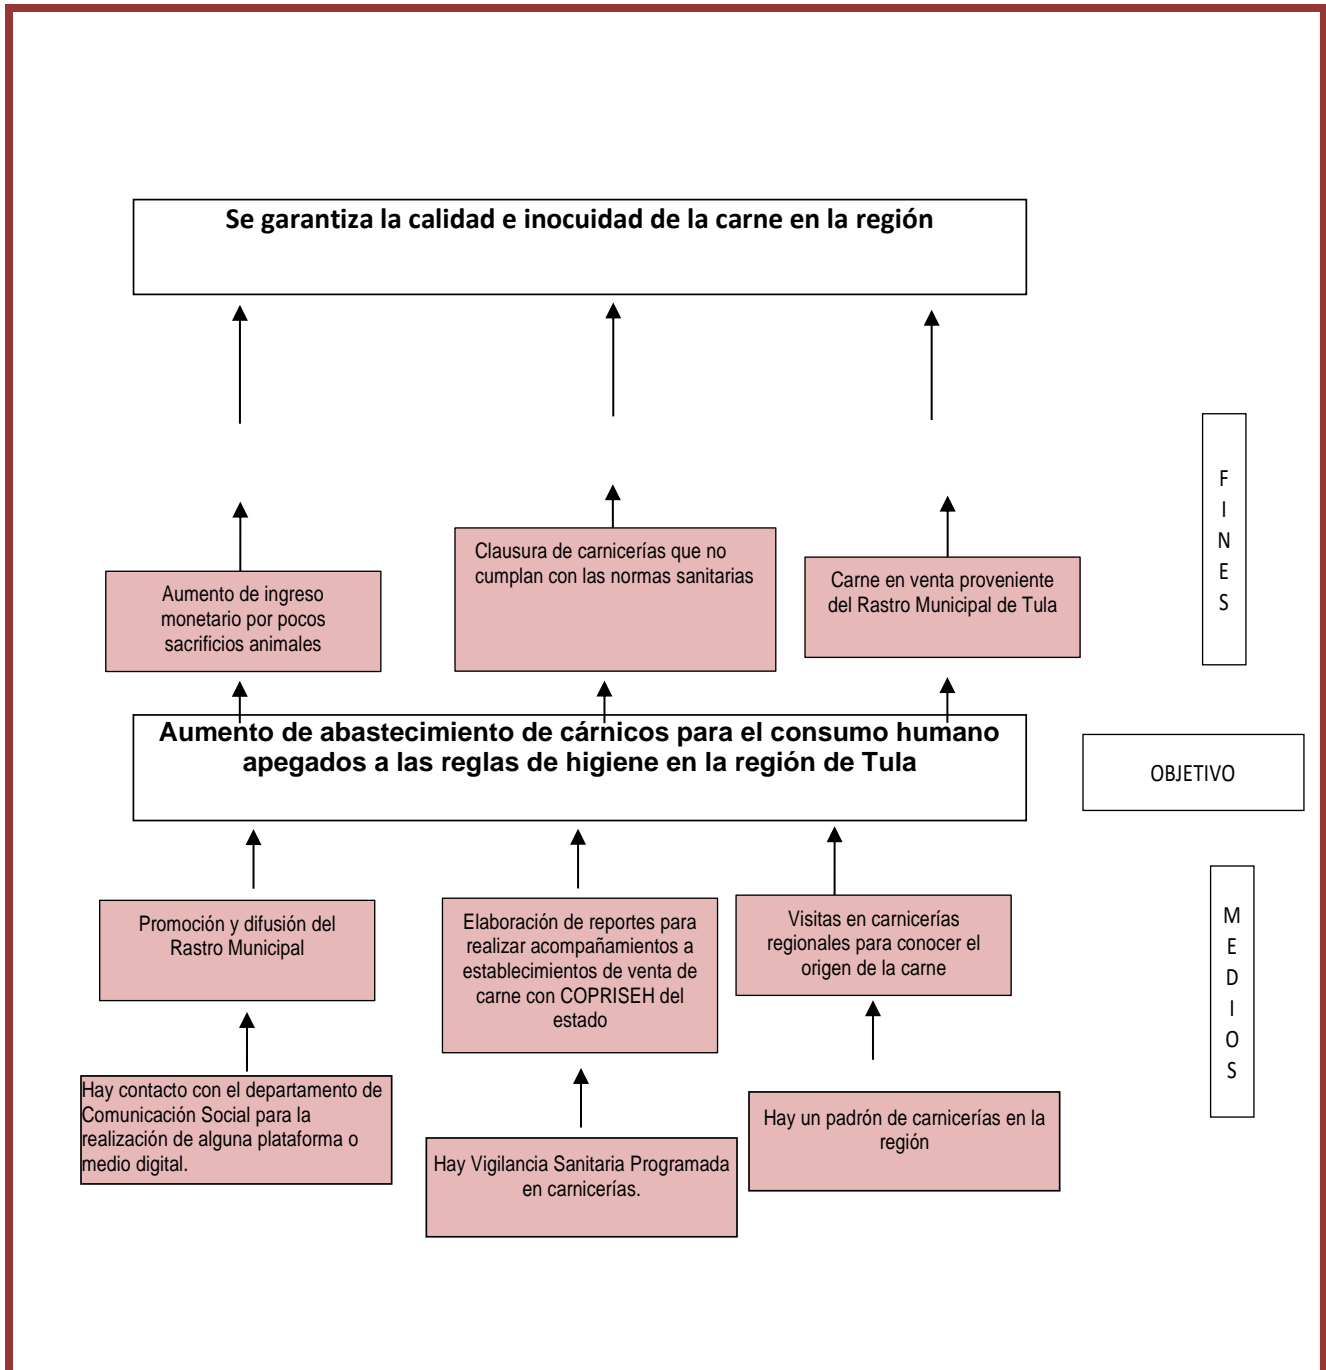 Se garantiza la calidad e inocuidad de la carne en la región
Aumento de ingreso
monetario por pocos
sacrificios animales
Clausura de carnicerías que no
cumplan con las normas sanitarias
Carne en venta proveniente
del Rastro Municipal de Tula
F
I
N
E
S
Aumento de abastecimiento de cárnicos para el consumo humano
apegados a las reglas de higiene en la región de Tula
OBJETIVO
Promoción y difusión del
Rastro Municipal
Elaboración de reportes para
realizar acompañamientos a
establecimientos de venta de
carne con COPRISEH del
estado
Visitas en carnicerías
regionales para conocer el
origen de la carne
M
E
D
I
O
S
Hay contacto con el departamento de
Comunicación Social para la
realización de alguna plataforma o
medio digital.
Hay Vigilancia Sanitaria Programada
en carnicerías.
Hay un padrón de carnicerías en la
región